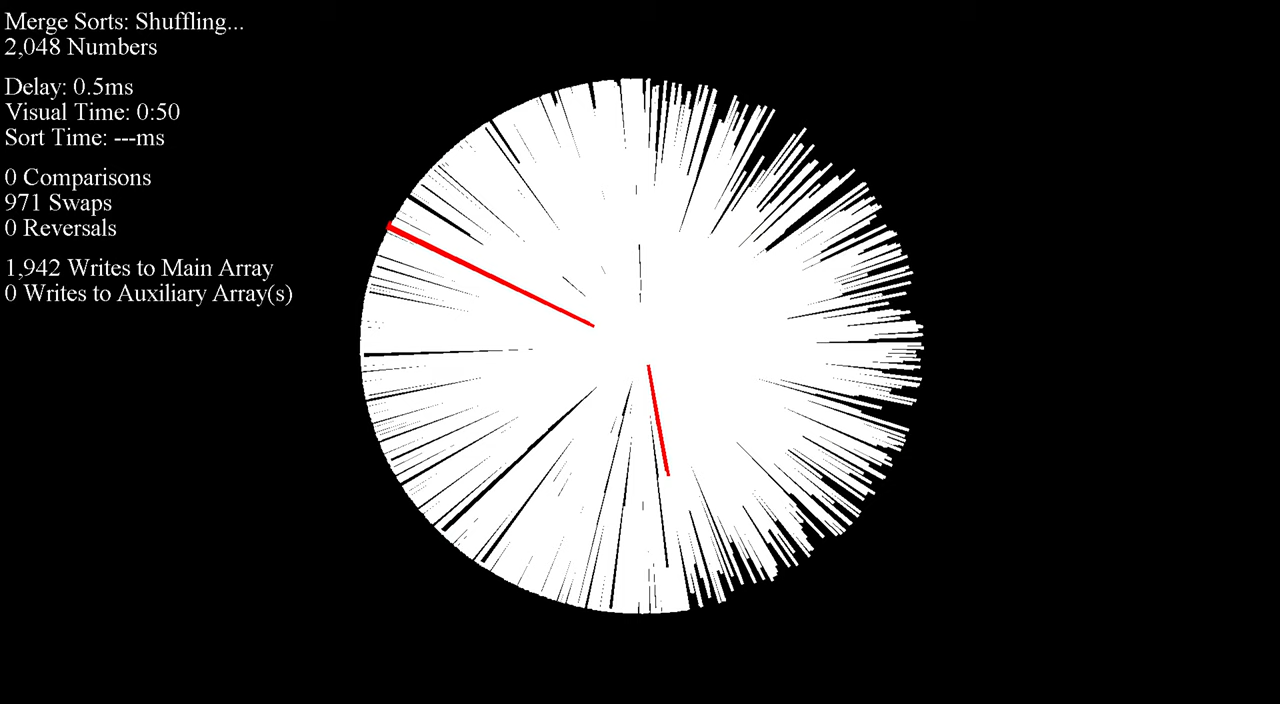 Merge Sorts: Shuffling...
2,048 Numbers
Delay: 0.5ms
Visual Time: 0:50
Sort Time: ---ms
0 Comparisons
971 Swaps
0 Reversals
1,942 Writes to Main Array
0 Writes to Auxiliary Array(s)